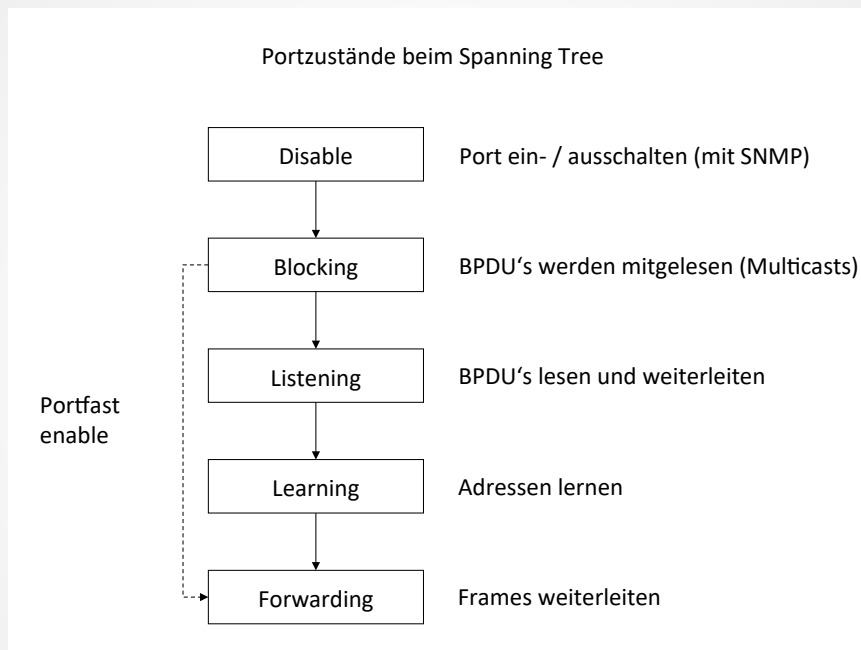 Portzustände beim Spanning Tree
Disable
Port ein- / ausschalten (mit SNMP)
Blocking
BPDU‘s werden mitgelesen (Multicasts)
Listening
BPDU‘s lesen und weiterleiten
Portfast
enable
Learning
Adressen lernen
Forwarding
Frames weiterleiten